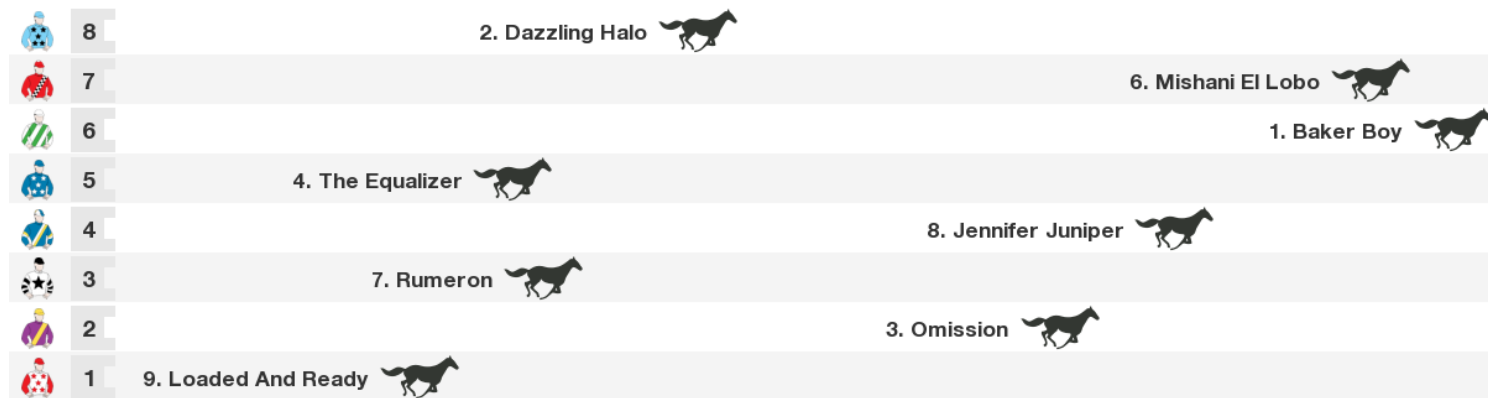 8 2. Dazzling Halo
7 6. Mishani El Lobo
6 1. Baker Boy
5 4. The Equalizer
4 8. Jennifer Juniper
3 7. Rumeron
2 3. Omission
1 9. Loaded And Ready